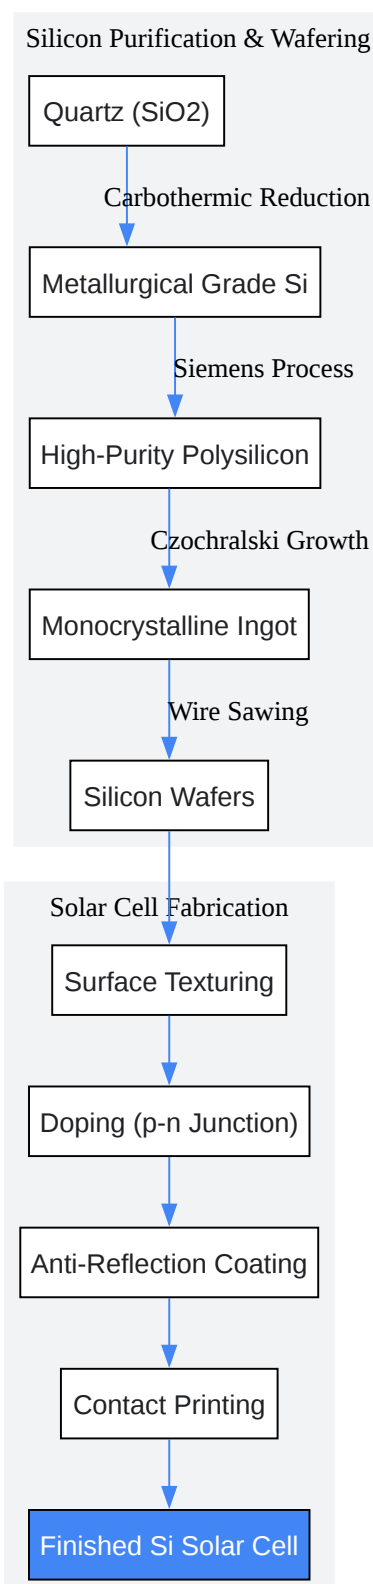 Silicon Purification & Wafering
Quartz (SiO2)
Carbothermic Reduction
Metallurgical Grade Si
Siemens Process
High-Purity Polysilicon
Czochralski Growth
Monocrystalline Ingot
Wire Sawing
Silicon Wafers
Solar Cell Fabrication
Surface Texturing
Doping (p-n Junction)
Anti-Reflection Coating
Contact Printing
Finished Si Solar Cell